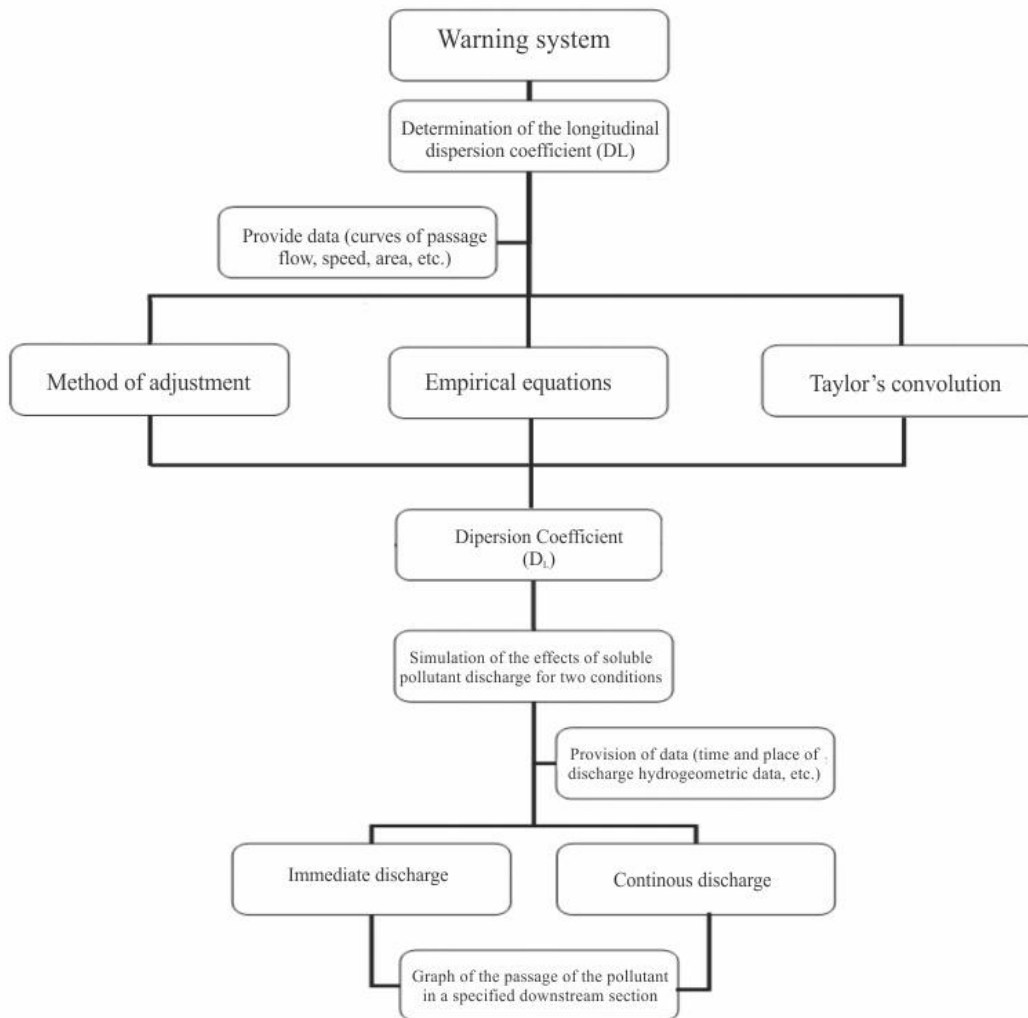 Warning system
Determination of the longitudinal
dispersion coefficient (DL)
Provide data (curves of passage
flow, speed, area, etc.)
Method of adjustment
Empirical equations
Taylor's convolution
Dipersion Coefficient
(DL)
Simulation of the effects of soluble
pollutant discharge for two conditions
Provision of data (time and place of
discharge hydrogeometric data, etc.)
Immediate discharge
Continous discharge
Graph of the passage of the pollutant
in a specified downstream section